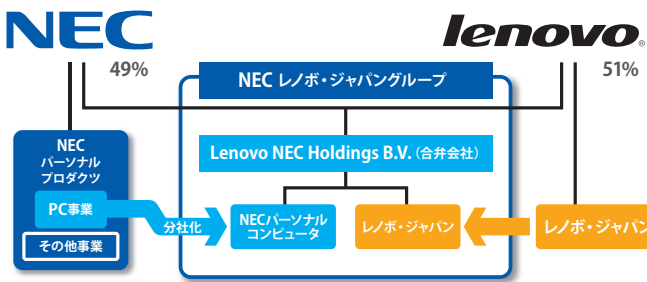 NEC
lenovo®
49%
51%
NEC レノボ・ジャパングループ
NEC
パーソナル
プロダクツ
Lenovo NEC Holdings B.V.（合弁会社）
PC事業
分社化
NECパーソナル
コンピュータ
レノボ・ジャパン
レノボ・ジャパン
その他事業